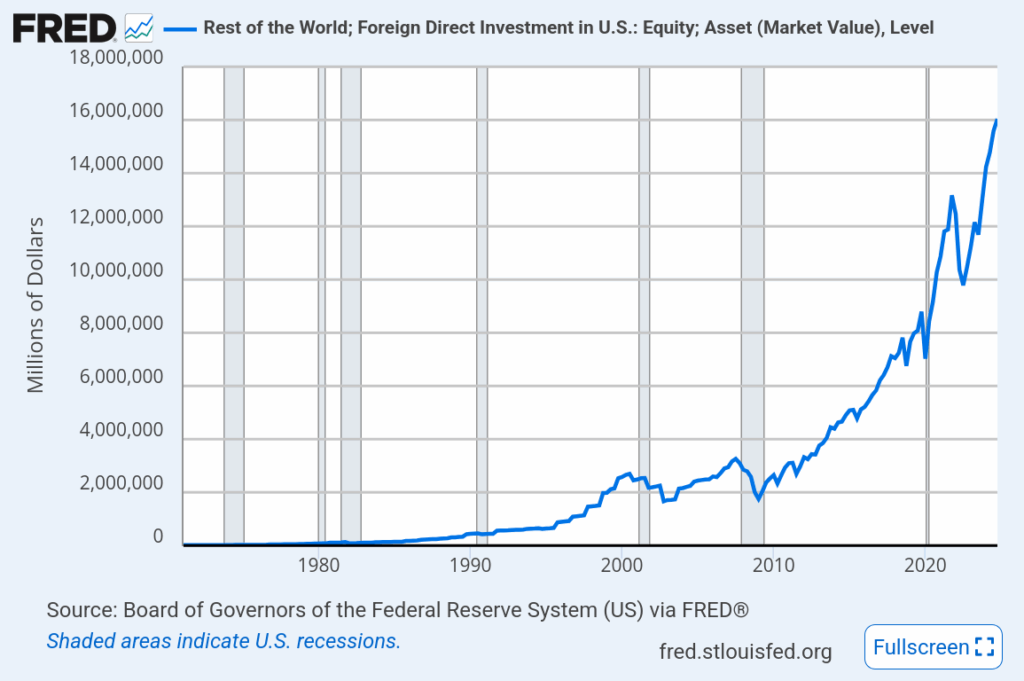 FRED® Rest of the World; Foreign Direct Investment in U.S.: Equity; Asset (Market Value), Level
18,000,000
16,000,000
14,000,000
12,000,000
10,000,000
8,000,000
6,000,000
4,000,000
2,000,000
0
Millions of Dollars
1980 1990 2000 2010 2020
Source: Board of Governors of the Federal Reserve System (US) via FRED®
Shaded areas indicate U.S. recessions.
fred.stlouisfed.org
Fullscreen